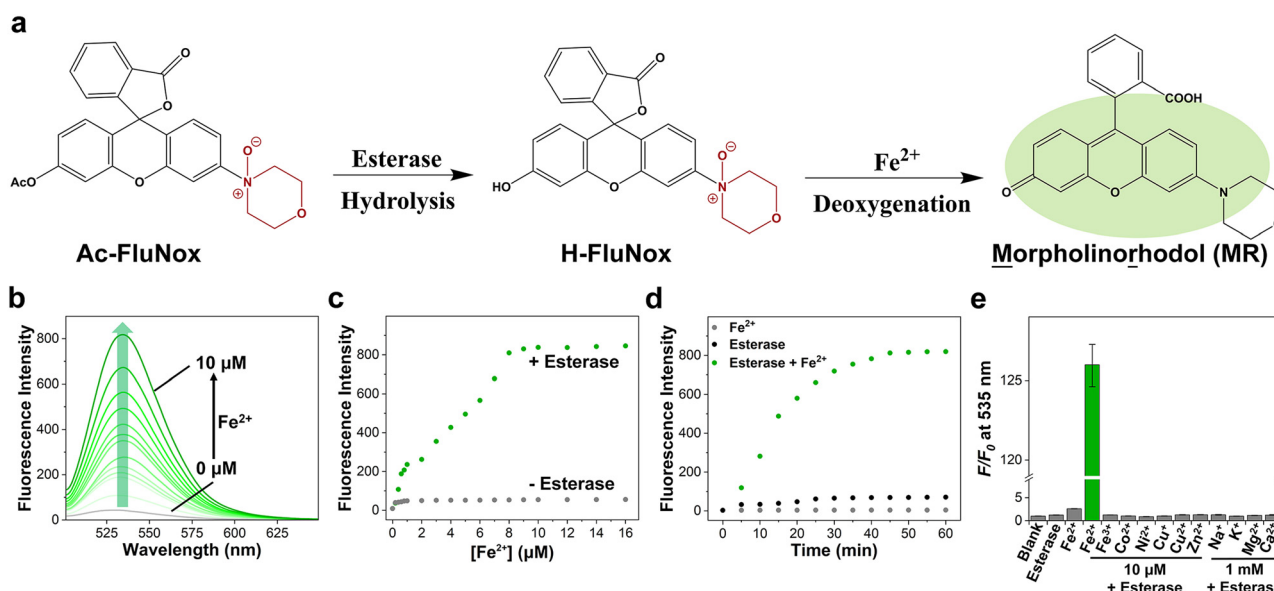 a
O
O
O
AcO
O
N
O
Ac-FluNox
Esterase
Hydrolysis
O
O
O
HO
O
N
O
H-FluNox
Fe2+
Deoxygenation
COOH
O
O
N
Morpholinorhodol (MR)
b
Fluorescence Intensity
800
600
400
200
0
10 μM
Fe2+
0 μM
525 550 575 600 625
Wavelength (nm)
c
Fluorescence Intensity
800
600
400
200
0
+ Esterase
- Esterase
0 2 4 6 8 10 12 14 16
[Fe2+] (μM)
d
Fluorescence Intensity
800
600
400
200
0
Fe2+
Esterase
Esterase + Fe2+
0 10 20 30 40 50 60
Time (min)
e
F/F0 at 535 nm
125
120
5
0
Blank
Esterase
Fe2+
Fe2+
Fe3+
Co2+
Ni2+
Cu+
Cu2+
Zn2+
Na+
K+
Mg2+
Ca2+
10 μM
+ Esterase
1 mM
+ Esteras